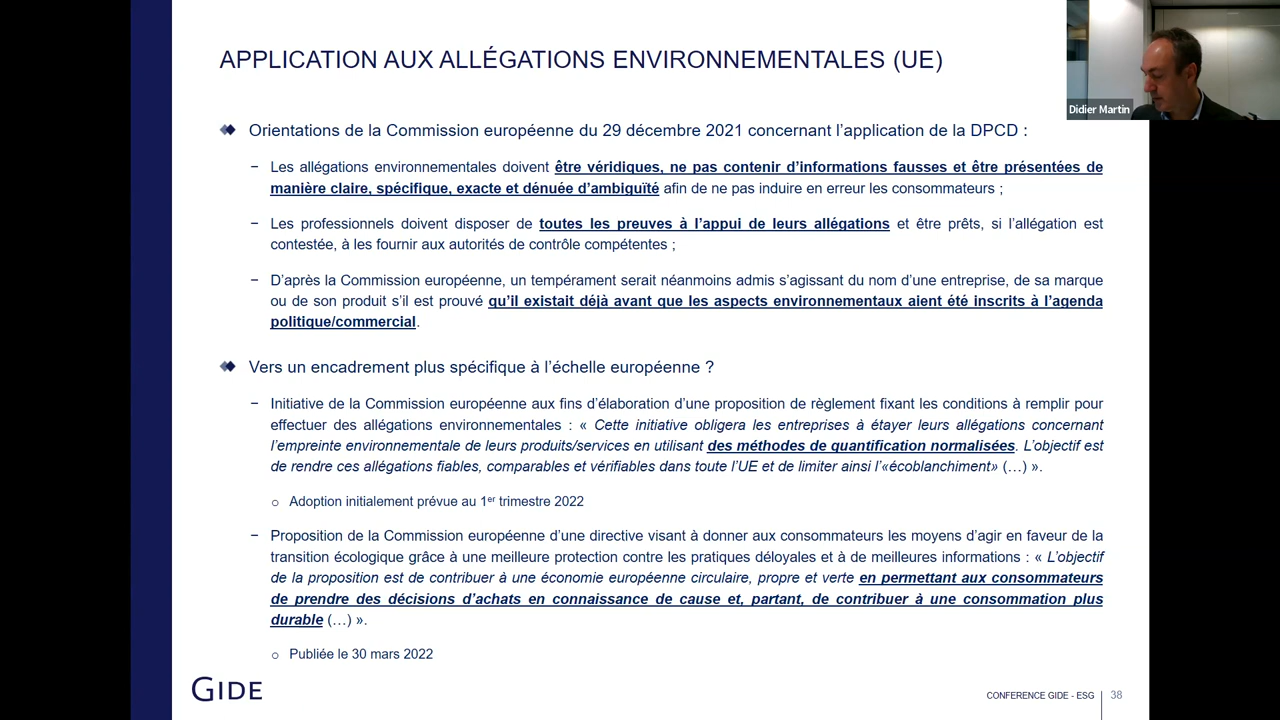 APPLICATION AUX ALLÉGATIONS ENVIRONNEMENTALES (UE)
Didier Martin
Orientations de la Commission européenne du 29 décembre 2021 concernant l’application de la DPCD :
− Les allégations environnementales doivent être véridiques, ne pas contenir d’informations fausses et être présentées de
manière claire, spécifique, exacte et dénuée d’ambiguïté afin de ne pas induire en erreur les consommateurs ;
− Les professionnels doivent disposer de toutes les preuves à l’appui de leurs allégations et être prêts, si l’allégation est
contestée, à les fournir aux autorités de contrôle compétentes ;
− D’après la Commission européenne, un tempérament serait néanmoins admis s’agissant du nom d’une entreprise, de sa marque
ou de son produit s’il est prouvé qu’il existait déjà avant que les aspects environnementaux aient été inscrits à l’agenda
politique/commercial.
Vers un encadrement plus spécifique à l’échelle européenne ?
− Initiative de la Commission européenne aux fins d’élaboration d’une proposition de règlement fixant les conditions à remplir pour
effectuer des allégations environnementales : « Cette initiative obligera les entreprises à étayer leurs allégations concernant
l’empreinte environnementale de leurs produits/services en utilisant des méthodes de quantification normalisées. L’objectif est
de rendre ces allégations fiables, comparables et vérifiables dans toute l’UE et de limiter ainsi l’«écoblanchiment» (…) ».
o Adoption initialement prévue au 1er trimestre 2022
− Proposition de la Commission européenne d’une directive visant à donner aux consommateurs les moyens d’agir en faveur de la
transition écologique grâce à une meilleure protection contre les pratiques déloyales et à de meilleures informations : « L’objectif
de la proposition est de contribuer à une économie européenne circulaire, propre et verte en permettant aux consommateurs
de prendre des décisions d’achats en connaissance de cause et, partant, de contribuer à une consommation plus
durable (…) ».
o Publiée le 30 mars 2022
GIDE
CONFERENCE GIDE - ESG 38